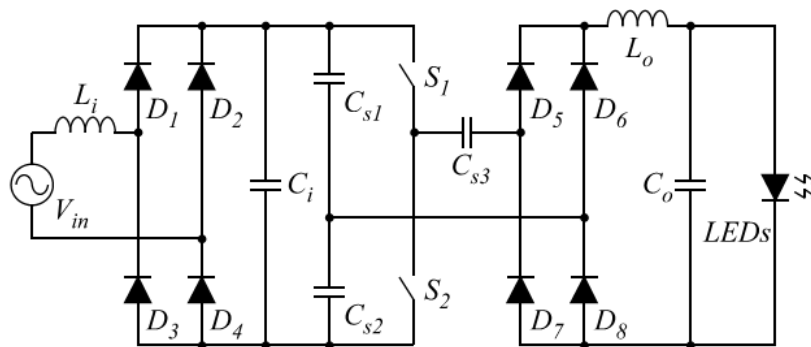 L_o
L_i
D_1
D_2
C_s1
S_1
D_5
D_6
V_in
C_i
C_s3
C_o
LEDs
D_3
D_4
C_s2
S_2
D_7
D_8